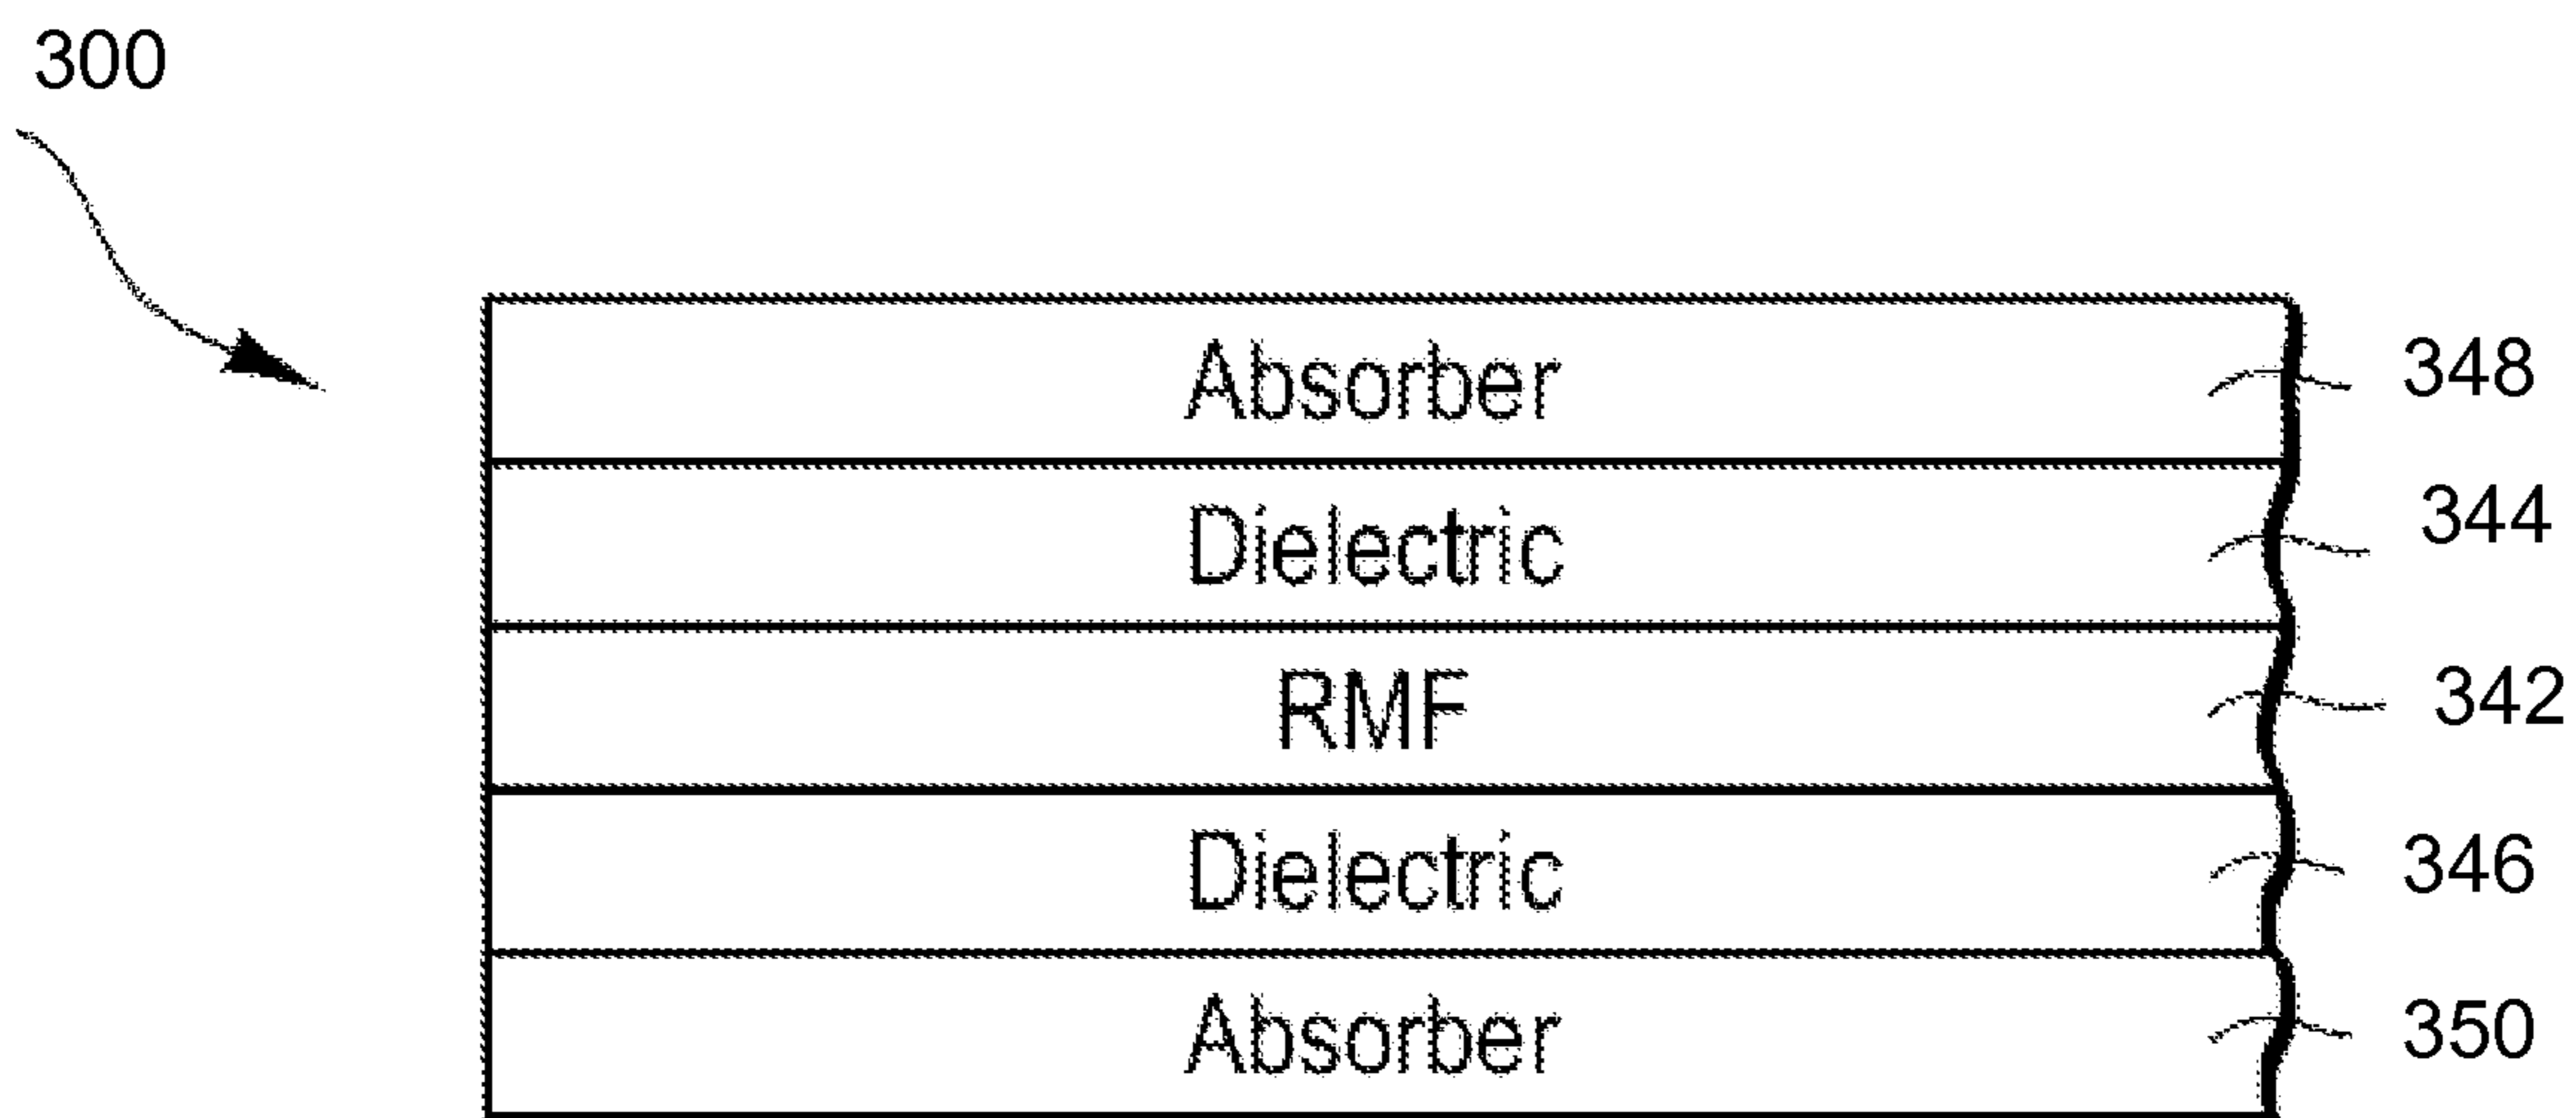 300
Absorber 348
Dielectric 344
RMF 342
Dielectric 346
Absorber 350